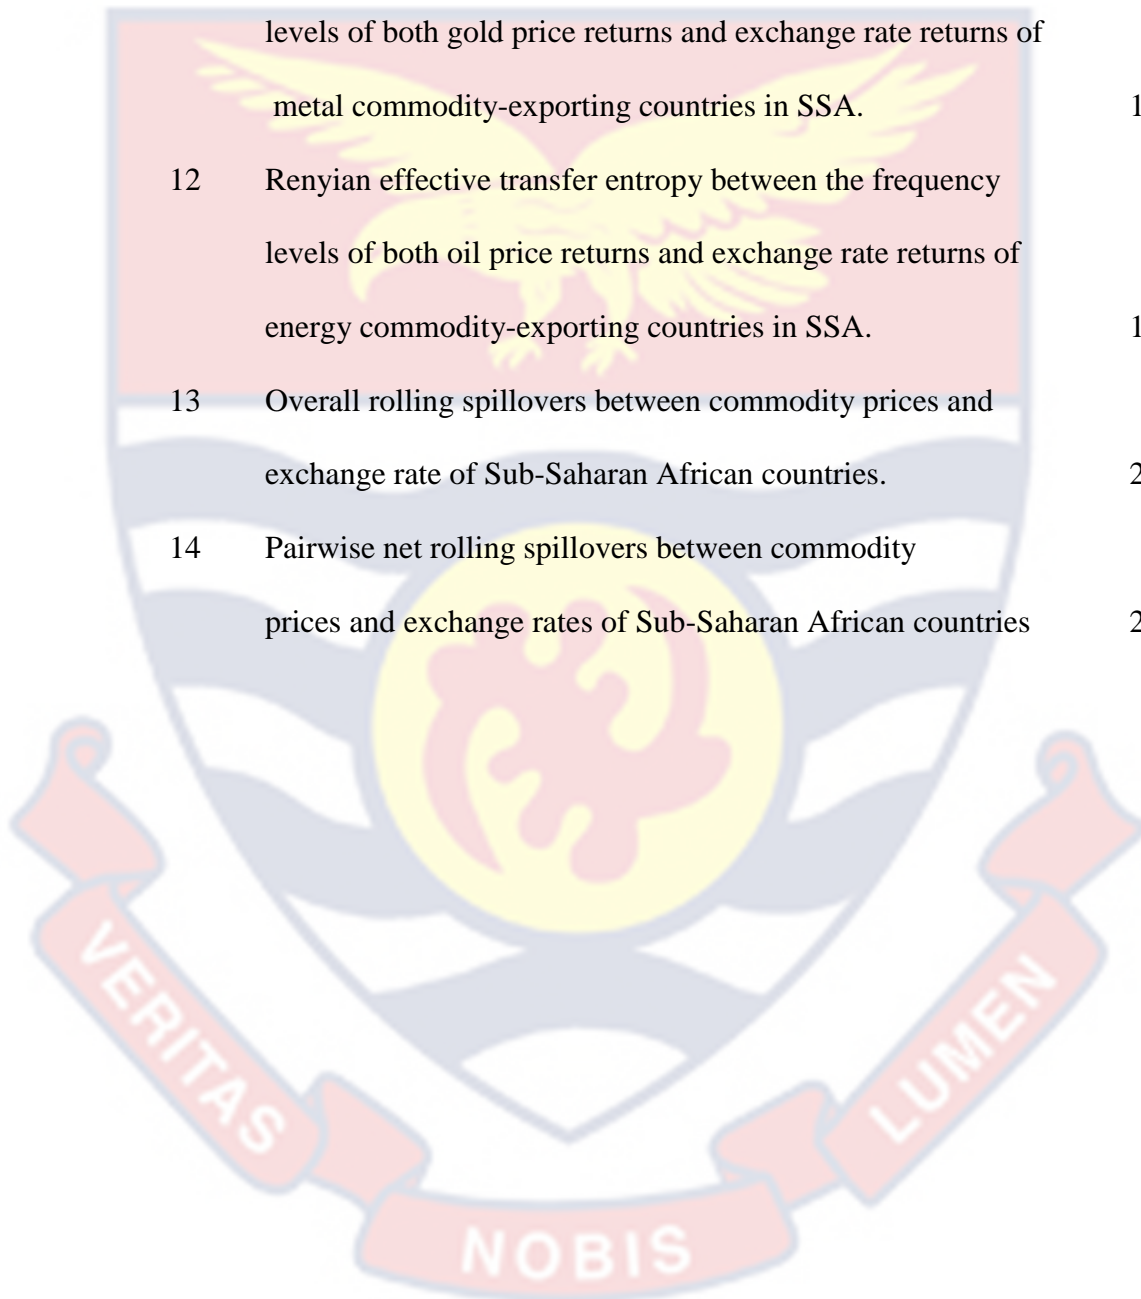 levels of both gold price returns and exchange rate returns of
metal commodity-exporting countries in SSA. 1
12 Renyian effective transfer entropy between the frequency
levels of both oil price returns and exchange rate returns of
energy commodity-exporting countries in SSA. 1
13 Overall rolling spillovers between commodity prices and
exchange rate of Sub-Saharan African countries. 2
14 Pairwise net rolling spillovers between commodity
prices and exchange rates of Sub-Saharan African countries 2
VERITAS
NOBIS
LUMEN